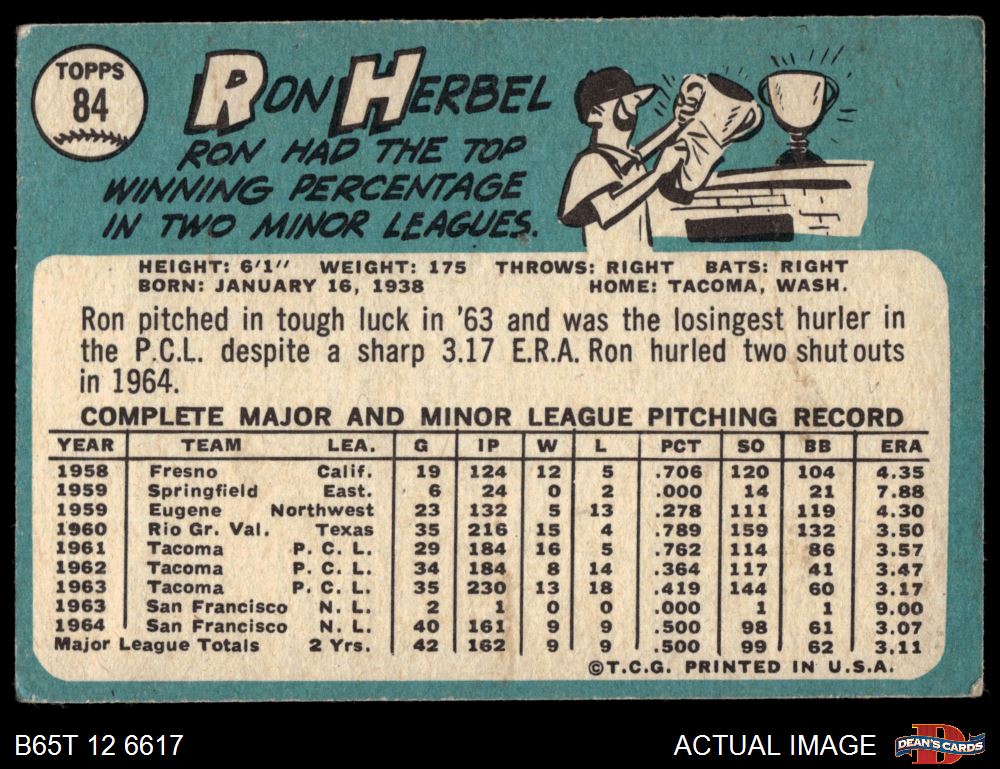 TOPPS
84
RON HERBEL
RON HAD THE TOP
WINNING PERCENTAGE
IN TWO MINOR LEAGUES.
HEIGHT: 6'1" WEIGHT: 175 THROWS: RIGHT BATS: RIGHT
BORN: JANUARY 16, 1938 HOME: TACOMA, WASH.
Ron pitched in tough luck in '63 and was the losingest hurler in
the P.C.L. despite a sharp 3.17 E.R.A. Ron hurled two shutouts
in 1964.
COMPLETE MAJOR AND MINOR LEAGUE PITCHING RECORD
YEAR TEAM LEA. G IP W L PCT SO BB ERA
1958 Fresno Calif. 19 124 12 5 .706 120 104 4.35
1959 Springfield East. 6 24 0 2 .000 14 21 7.88
1959 Eugene Northwest 23 132 5 13 .278 111 119 4.30
1960 Rio Gr. Val. Texas 35 216 15 4 .789 159 132 3.50
1961 Tacoma P. C. L. 29 184 16 5 .762 114 86 3.57
1962 Tacoma P. C. L. 34 184 8 14 .364 117 41 3.47
1963 Tacoma P. C. L. 35 230 13 18 .419 144 60 3.17
1963 San Francisco N. L. 2 1 0 0 .000 1 1 9.00
1964 San Francisco N. L. 40 161 9 9 .500 98 61 3.07
Major League Totals 2 Yrs. 42 162 9 9 .500 99 62 3.11
©T.C.G. PRINTED IN U.S.A.
B65T 12 6617 ACTUAL IMAGE
D
DEAN'S CARDS